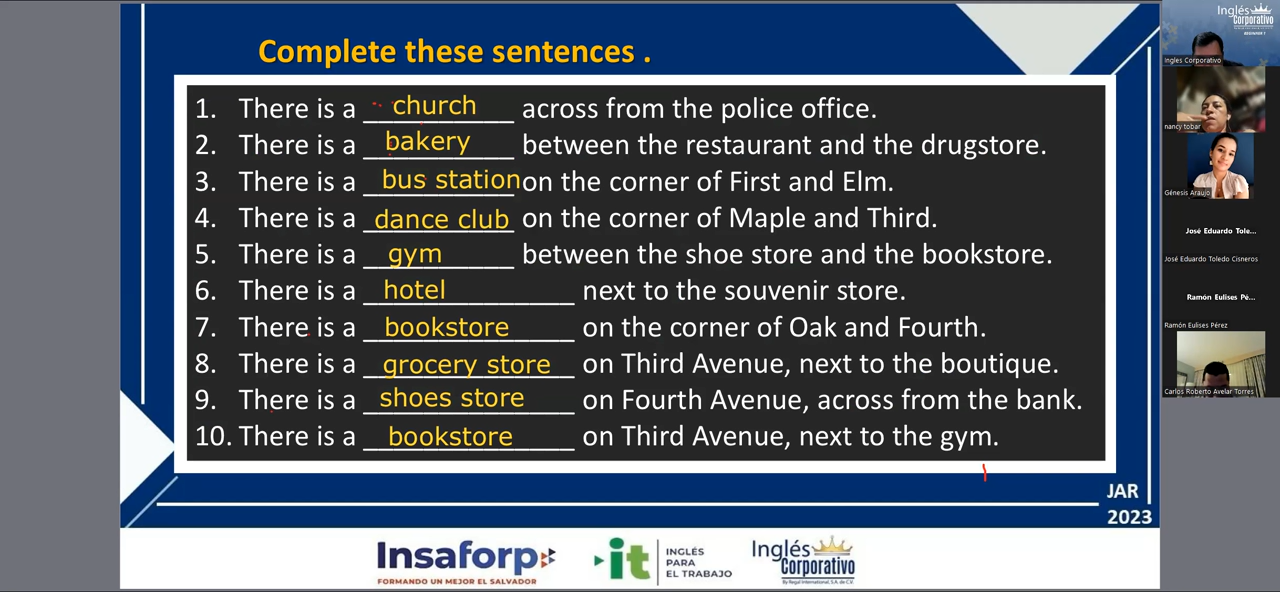 Complete these sentences .
1. There is a church across from the police office.
2. There is a bakery between the restaurant and the drugstore.
3. There is a bus station on the corner of First and Elm.
4. There is a dance club on the corner of Maple and Third.
5. There is a gym between the shoe store and the bookstore.
6. There is a hotel next to the souvenir store.
7. There is a bookstore on the corner of Oak and Fourth.
8. There is a grocery store on Third Avenue, next to the boutique.
9. There is a shoes store on Fourth Avenue, across from the bank.
10. There is a bookstore on Third Avenue, next to the gym.
JAR
2023
Insaforp
FORMANDO UN MEJOR EL SALVADOR
it
INGLÉS
PARA
EL TRABAJO
Inglés
Corporativo
By Regal International, S.A. de C.V.
Inglés
Corporativo
BEGINNER 1
Ingles Corporativo
nancy tobar
Génesis Araujo
José Eduardo Tole...
José Eduardo Toledo Cisneros
Ramón Eulises Pé...
Ramón Eulises Pérez
Carlos Roberto Avelar Torres